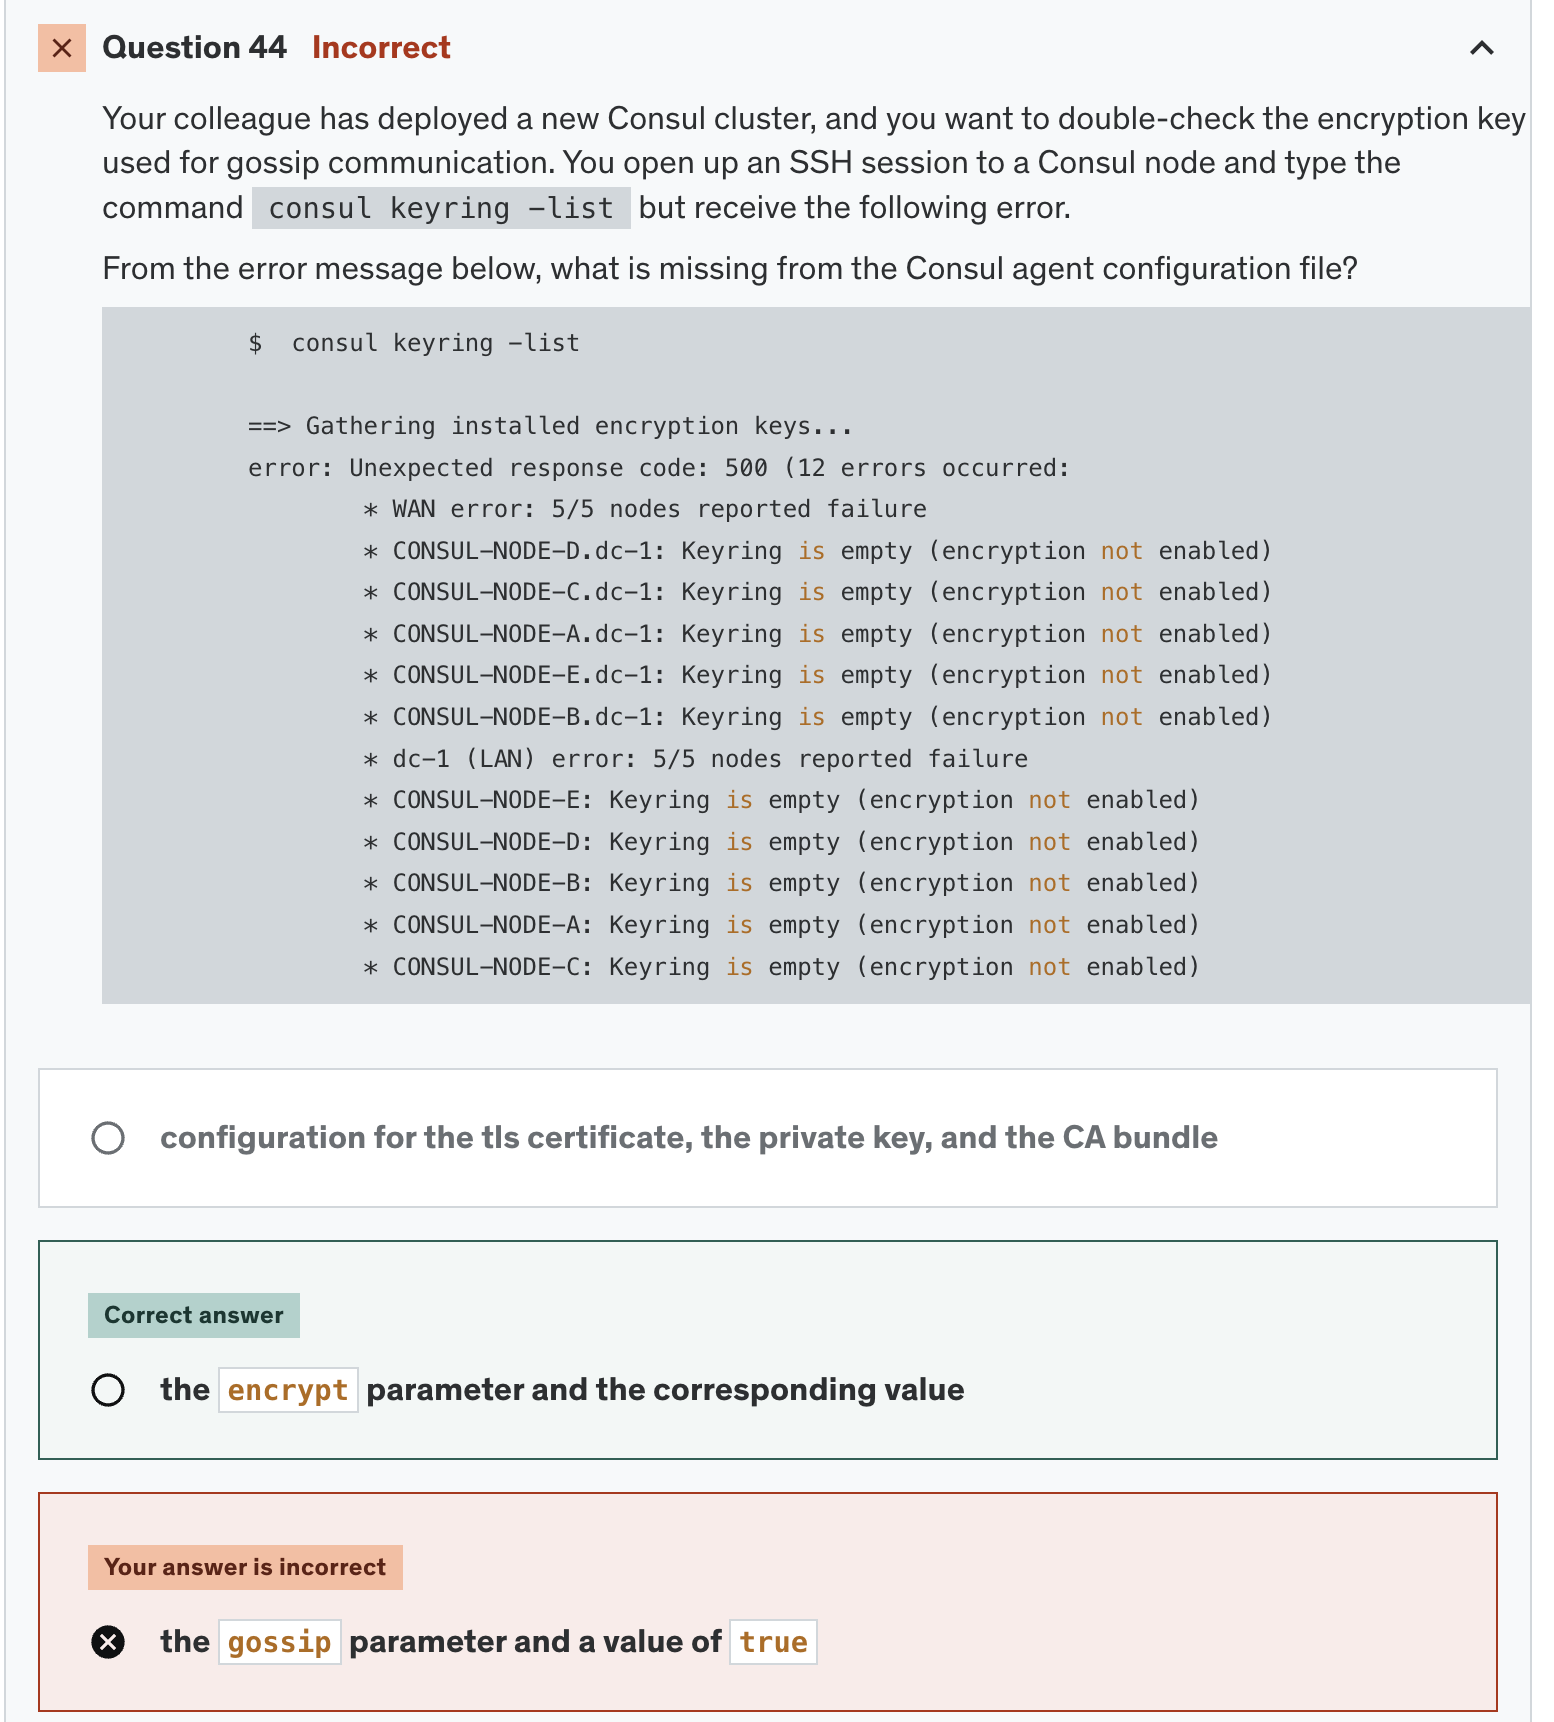 Question 44 Incorrect
Your colleague has deployed a new Consul cluster, and you want to double-check the encryption key
used for gossip communication. You open up an SSH session to a Consul node and type the
command consul keyring -list but receive the following error.
From the error message below, what is missing from the Consul agent configuration file?
$  consul keyring -list
==> Gathering installed encryption keys...
error: Unexpected response code: 500 (12 errors occurred:
* WAN error: 5/5 nodes reported failure
* CONSUL-NODE-D.dc-1: Keyring is empty (encryption not enabled)
* CONSUL-NODE-C.dc-1: Keyring is empty (encryption not enabled)
* CONSUL-NODE-A.dc-1: Keyring is empty (encryption not enabled)
* CONSUL-NODE-E.dc-1: Keyring is empty (encryption not enabled)
* CONSUL-NODE-B.dc-1: Keyring is empty (encryption not enabled)
* dc-1 (LAN) error: 5/5 nodes reported failure
* CONSUL-NODE-E: Keyring is empty (encryption not enabled)
* CONSUL-NODE-D: Keyring is empty (encryption not enabled)
* CONSUL-NODE-B: Keyring is empty (encryption not enabled)
* CONSUL-NODE-A: Keyring is empty (encryption not enabled)
* CONSUL-NODE-C: Keyring is empty (encryption not enabled)
configuration for the tls certificate, the private key, and the CA bundle
Correct answer
the encrypt parameter and the corresponding value
Your answer is incorrect
the gossip parameter and a value of true